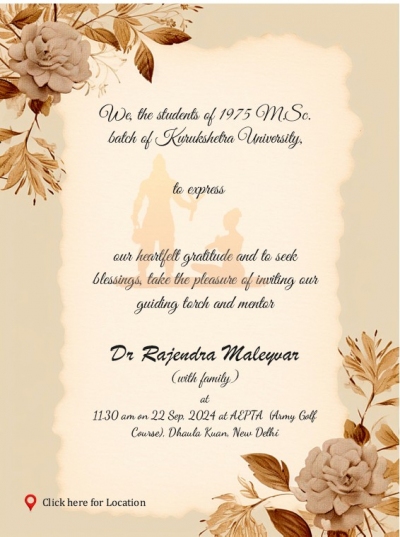 We, the students of 1975 M.Sc.
batch of Kurukshetra University,
to express
our heartfelt gratitude and to seek
blessings, take the pleasure of inviting our
guiding torch and mentor
Dr Rajendra Maleyvar
(with family)
at
11:30 am on 22 Sep, 2024 at AEPTA (Army Golf
Course), Dhaula Kuan, New Delhi
Click here for Location